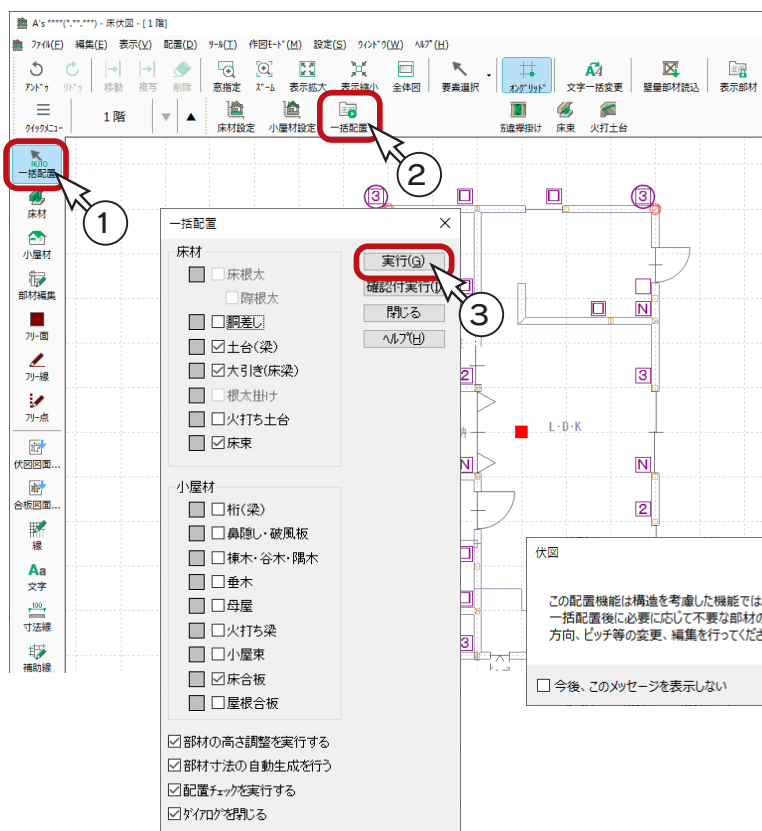 A's ****(*.**.***) - 床伏図 - [1 階]
ファイル(F) 編集(E) 表示(V) 配置(D) ツール(T) 作図モード(M) 設定(S) ウィンドウ(W) ヘルプ(H)
アンドゥ リドゥ 移動 複写 削除 窓指定 ズーム 表示拡大 表示縮小 全体図 要素選択 オングリッド 文字一括変更 壁量部材読込 表示部材
クイックメニュー 1 階 床材設定 小屋材設定 一括配置 筋違襷掛け 床束 火打土台
AUTO
一括配置
床材
小屋材
部材編集
フリー面
フリー線
フリー点
伏図図面...
合板図面...
線
Aa
文字
100
寸法線
補助線
1
2
3
一括配置
床材
床根太
際根太
胴差し
土台(梁)
大引き(床梁)
根太掛け
火打ち土台
床束
小屋材
桁(梁)
鼻隠し・破風板
棟木・谷木・隅木
垂木
母屋
火打ち梁
小屋束
床合板
屋根合板
部材の高さ調整を実行する
部材寸法の自動生成を行う
配置チェックを実行する
ダイアログを閉じる
実行(G)
確認付実行(I)
閉じる
ヘルプ(H)
3
3
N
2
3
L・D・K
納
N
N
2
3
伏図
この配置機能は構造を考慮した機能では
一括配置後に必要に応じて不要な部材の
方向、ピッチ等の変更、編集を行ってくださ
今後、このメッセージを表示しない